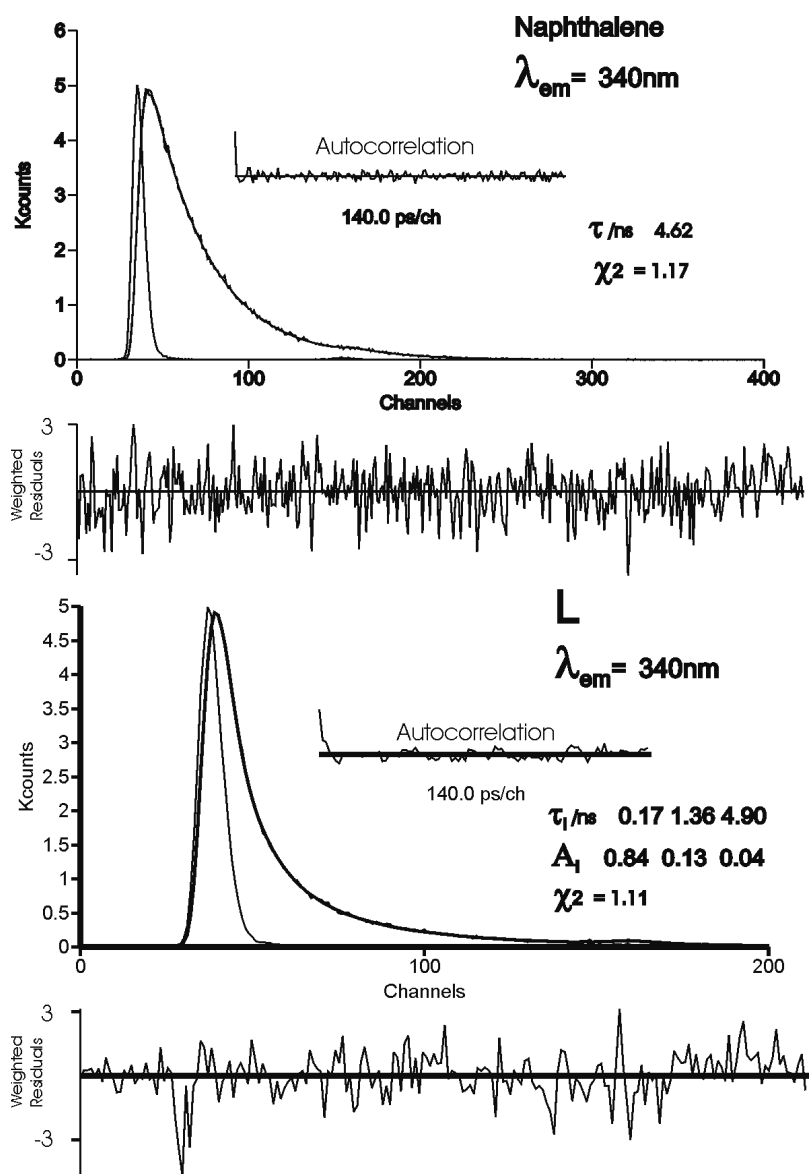 Naphthalene
λem= 340nm
6
5
4
3
2
1
0
Kcounts
Autocorrelation
140.0 ps/ch
τ /ns 4.62
χ2 = 1.17
0 100 200 300 400
Channels
3
-3
Weighted
Residuals
L
λem= 340nm
5
4.5
4
3.5
3
2.5
2
1.5
1
0.5
0
Kcounts
Autocorrelation
140.0 ps/ch
τI /ns 0.17 1.36 4.90
AI 0.84 0.13 0.04
χ2 = 1.11
0 100 200
Channels
3
-3
Weighted
Residuals